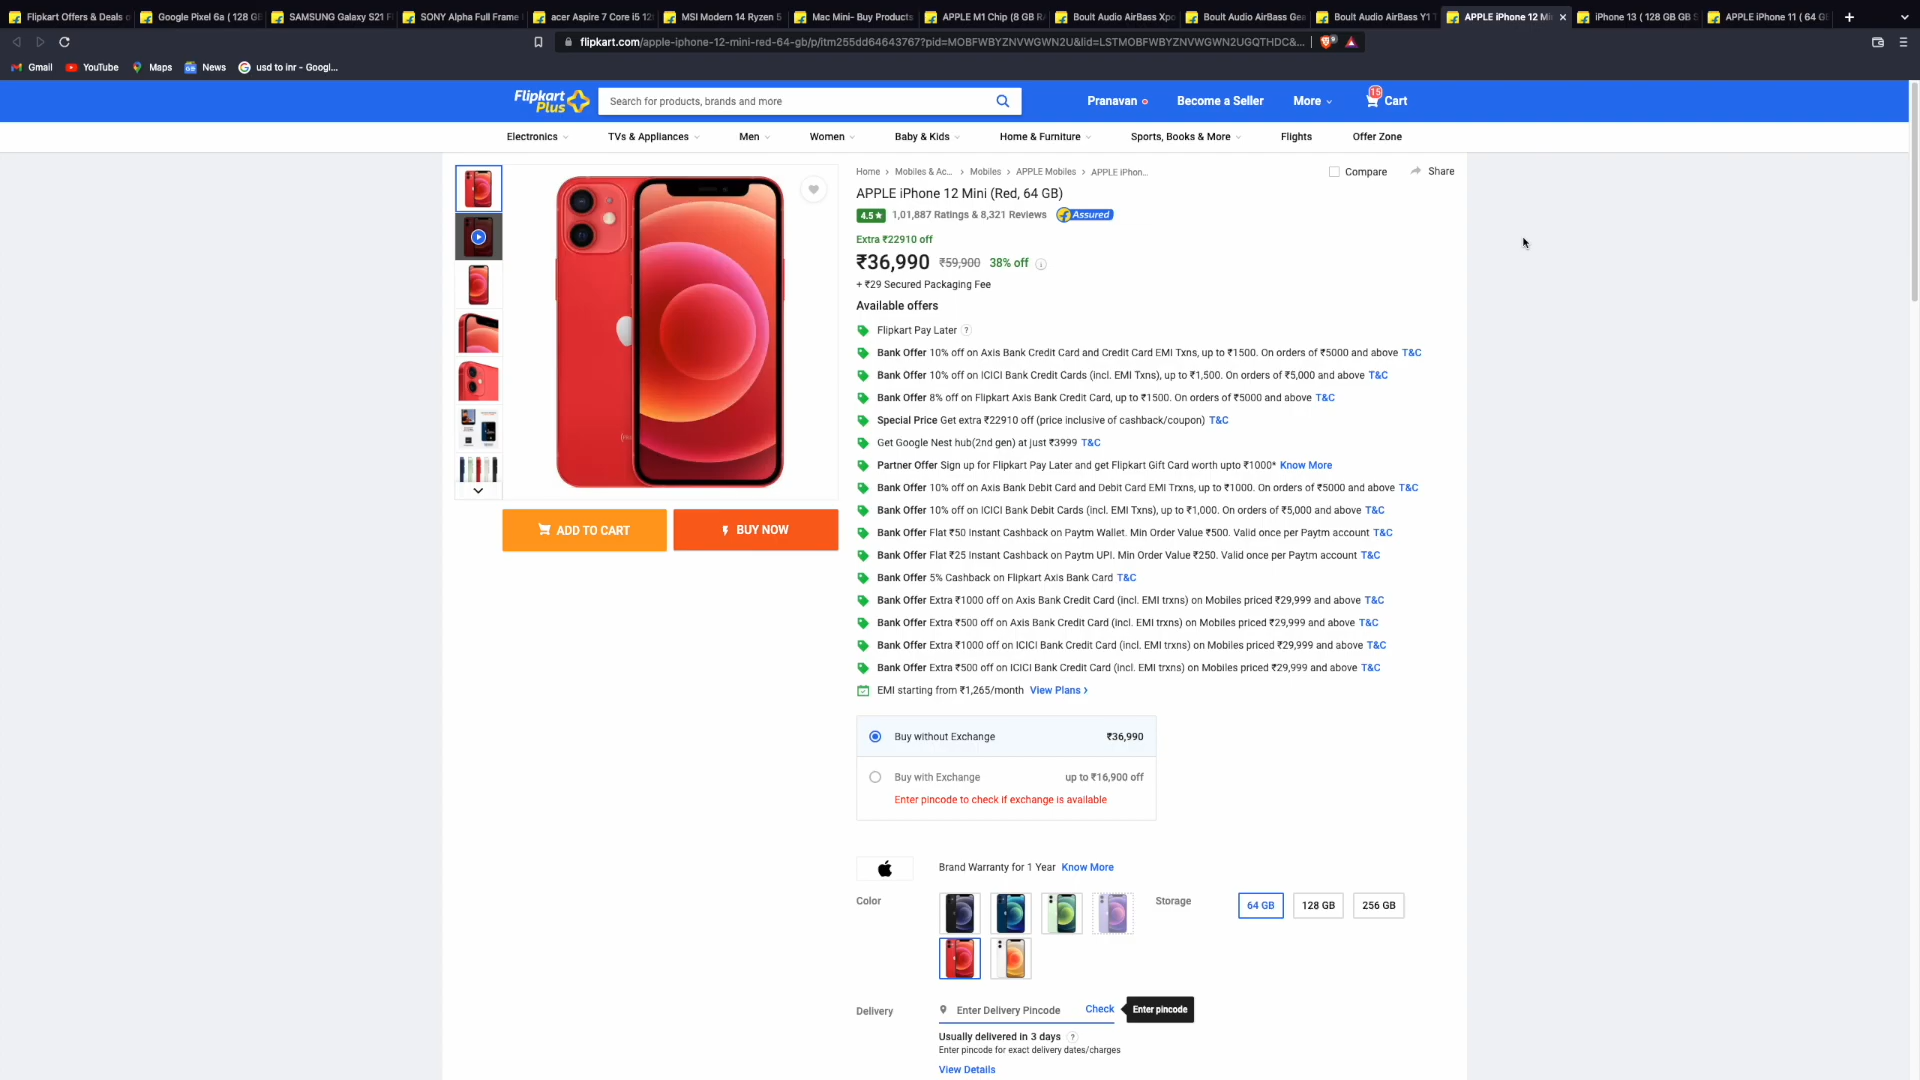 Flipkart Offers & Deals o
Google Pixel 6a ( 128 GB
SAMSUNG Galaxy S21 F
SONY Alpha Full Frame
acer Aspire 7 Core i5 12
MSI Modern 14 Ryzen 5
Mac Mini- Buy Products
APPLE M1 Chip (8 GB R
Boult Audio AirBass Xpo
Boult Audio AirBass Gea
Boult Audio AirBass Y1 T
APPLE iPhone 12 Mi
iPhone 13 ( 128 GB GB S
APPLE iPhone 11 ( 64 G
flipkart.com/apple-iphone-12-mini-red-64-gb/p/itm255dd64643767?pid=MOBFWBYZNVWGWN2U&lid=LSTMOBFWBYZNVWGWN2UGQTHDC&...
Gmail
YouTube
Maps
News
usd to inr - Googl...
Flipkart
Plus
Search for products, brands and more
Pranavan
Become a Seller
More
15
Cart
Electronics
TVs & Appliances
Men
Women
Baby & Kids
Home & Furniture
Sports, Books & More
Flights
Offer Zone
Home
Mobiles & Ac...
Mobiles
APPLE Mobiles
APPLE iPhon...
Compare
Share
APPLE iPhone 12 Mini (Red, 64 GB)
4.5 ★ 1,01,887 Ratings & 8,321 Reviews Assured
Extra ₹22910 off
₹36,990 ₹59,900 38% off
+ ₹29 Secured Packaging Fee
Available offers
Flipkart Pay Later ?
Bank Offer 10% off on Axis Bank Credit Card and Credit Card EMI Txns, up to ₹1500. On orders of ₹5000 and above T&C
Bank Offer 10% off on ICICI Bank Credit Cards (incl. EMI Txns), up to ₹1,500. On orders of ₹5,000 and above T&C
Bank Offer 8% off on Flipkart Axis Bank Credit Card, up to ₹1500. On orders of ₹5000 and above T&C
Special Price Get extra ₹22910 off (price inclusive of cashback/coupon) T&C
Get Google Nest hub(2nd gen) at just ₹3999 T&C
Partner Offer Sign up for Flipkart Pay Later and get Flipkart Gift Card worth upto ₹1000* Know More
Bank Offer 10% off on Axis Bank Debit Card and Debit Card EMI Trxns, up to ₹1000. On orders of ₹5000 and above T&C
Bank Offer 10% off on ICICI Bank Debit Cards (incl. EMI Txns), up to ₹1,000. On orders of ₹5,000 and above T&C
Bank Offer Flat ₹50 Instant Cashback on Paytm Wallet. Min Order Value ₹500. Valid once per Paytm account T&C
Bank Offer Flat ₹25 Instant Cashback on Paytm UPI. Min Order Value ₹250. Valid once per Paytm account T&C
Bank Offer 5% Cashback on Flipkart Axis Bank Card T&C
Bank Offer Extra ₹1000 off on Axis Bank Credit Card (incl. EMI trxns) on Mobiles priced ₹29,999 and above T&C
Bank Offer Extra ₹500 off on Axis Bank Credit Card (incl. EMI trxns) on Mobiles priced ₹29,999 and above T&C
Bank Offer Extra ₹1000 off on ICICI Bank Credit Card (incl. EMI trxns) on Mobiles priced ₹29,999 and above T&C
Bank Offer Extra ₹500 off on ICICI Bank Credit Card (incl. EMI trxns) on Mobiles priced ₹29,999 and above T&C
EMI starting from ₹1,265/month View Plans
ADD TO CART
BUY NOW
Buy without Exchange ₹36,990
Buy with Exchange up to ₹16,900 off
Enter pincode to check if exchange is available
Brand Warranty for 1 Year Know More
Color
Storage
64 GB
128 GB
256 GB
Delivery
Enter Delivery Pincode
Check
Enter pincode
Usually delivered in 3 days ?
Enter pincode for exact delivery dates/charges
View Details